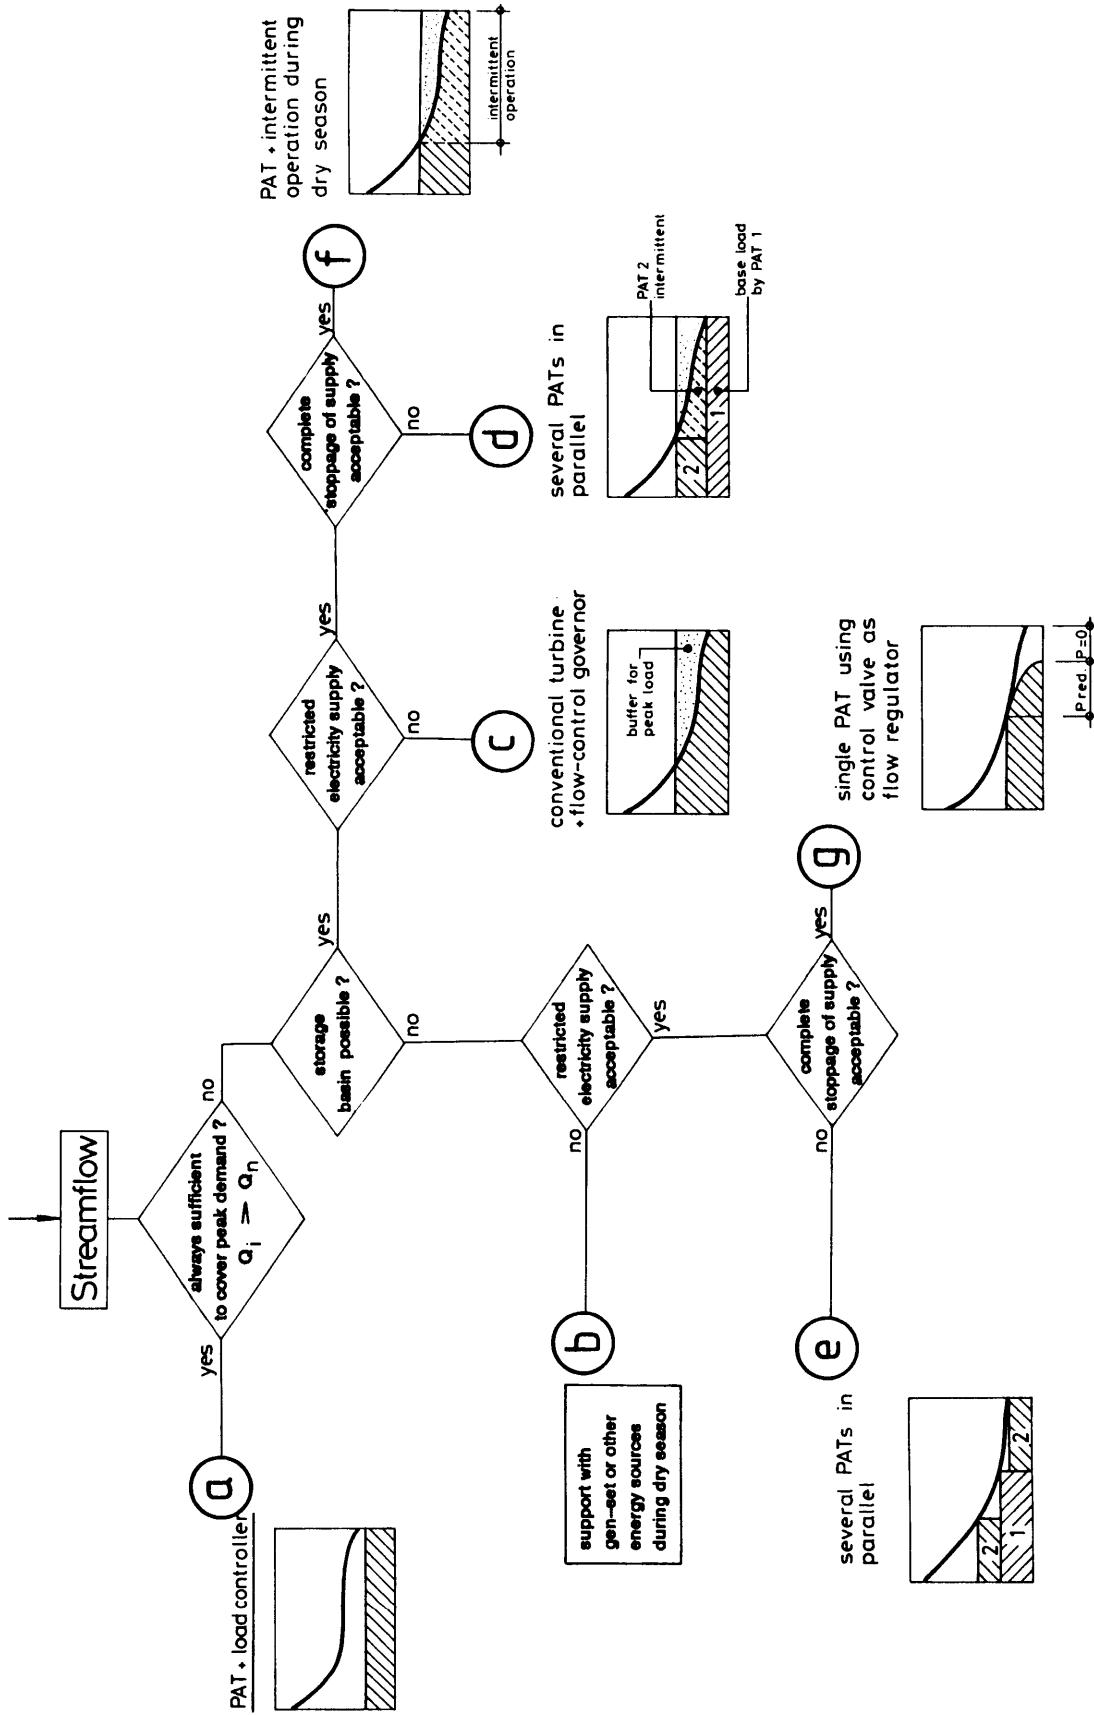 Streamflow
always sufficient
to cover peak demand ?
Qi > Qn
yes
no
a
PAT + load controller
storage
basin possible ?
yes
no
restricted
electricity supply
acceptable ?
yes
no
c
conventional turbine
+ flow-control governor
buffer for
peak load
complete
stoppage of supply
acceptable ?
yes
no
f
PAT + intermittent
operation during
dry season
intermittent
operation
d
several PATs in
parallel
2
1
PAT 2
intermittent
base load
by PAT 1
restricted
electricity supply
acceptable ?
no
yes
b
support with
gen-set or other
energy sources
during dry season
complete
stoppage of supply
acceptable ?
no
yes
e
several PATs in
parallel
2
1
2
g
single PAT using
control valve as
flow regulator
Pred.
P=0